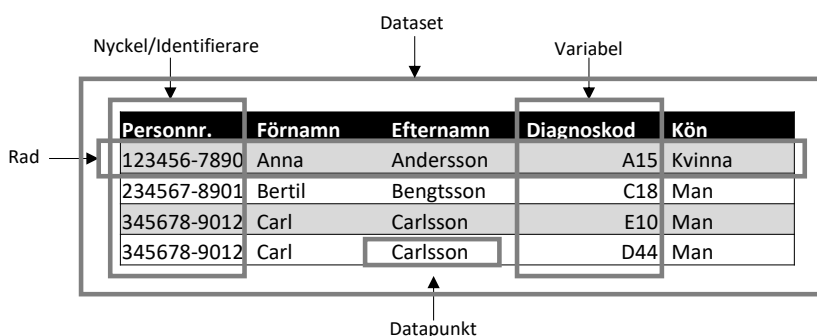 Dataset
Nyckel/Identifierare
Variabel
Personnr. Förnamn Efternamn Diagnoskod Kön
Rad 123456-7890 Anna Andersson A15 Kvinna
234567-8901 Bertil Bengtsson C18 Man
345678-9012 Carl Carlsson E10 Man
345678-9012 Carl Carlsson D44 Man
Datapunkt